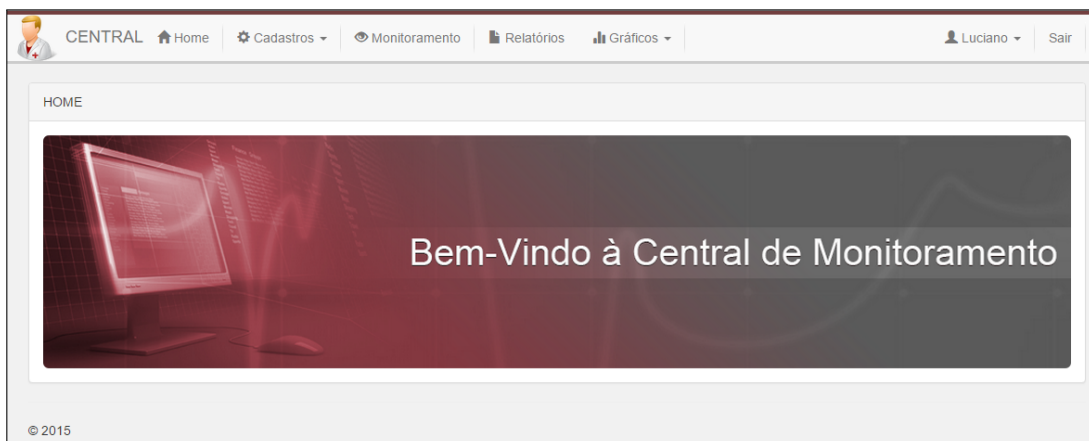 CENTRAL Home Cadastros Monitoramento Relatórios Gráficos Luciano Sair
HOME
Bem-Vindo à Central de Monitoramento
© 2015